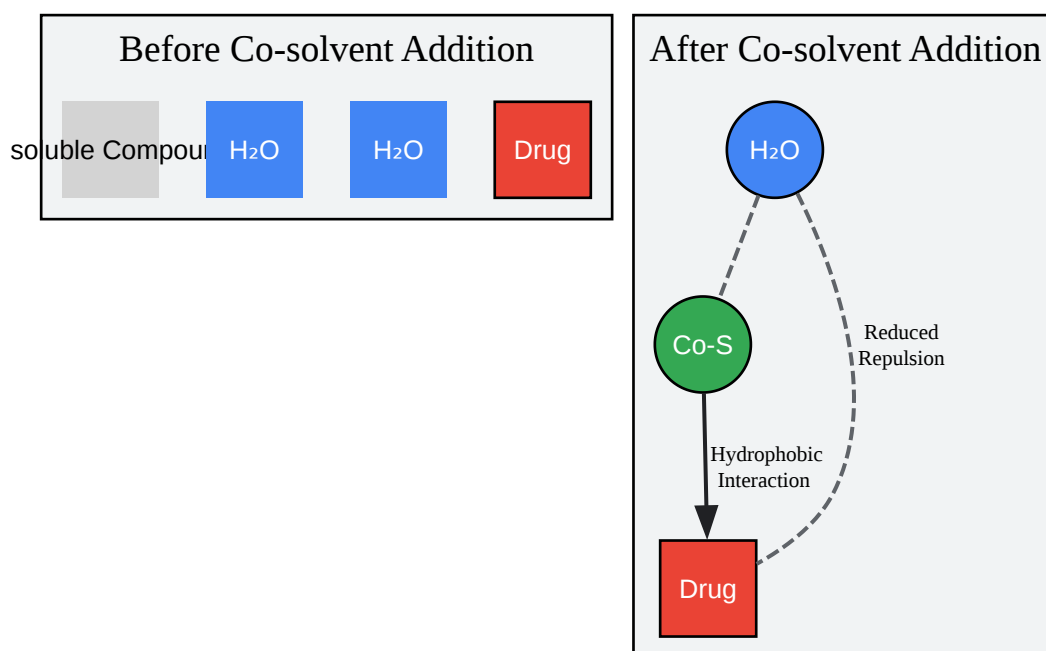 Before Co-solvent Addition
soluble Compour
H₂O
H₂O
Drug
After Co-solvent Addition
H₂O
Co-S
Reduced
Repulsion
Hydrophobic
Interaction
Drug